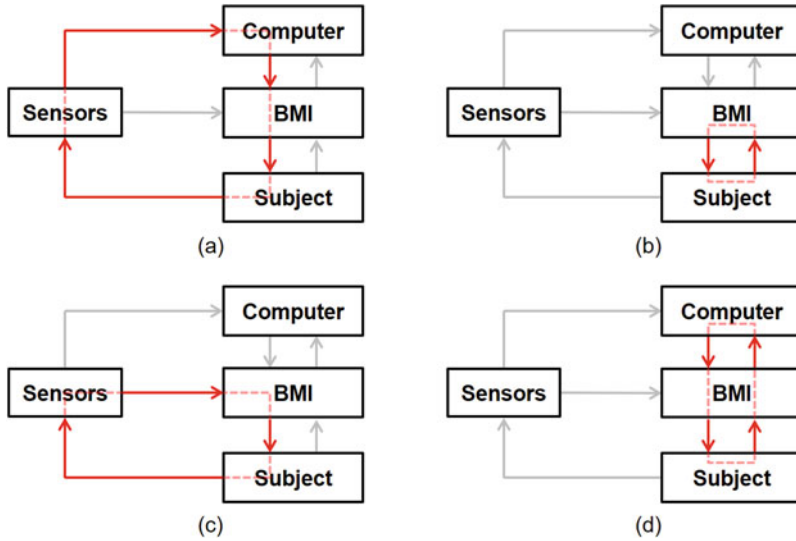 Computer
Sensors
BMI
Subject
(a)
Computer
Sensors
BMI
Subject
(b)
Computer
Sensors
BMI
Subject
(c)
Computer
Sensors
BMI
Subject
(d)